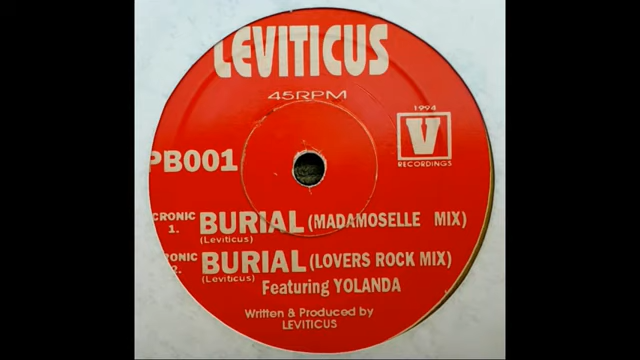 LEVITICUS
45RPM
1994
V
RECORDINGS
PB001
CRONIC
1.
BURIAL (MADAMOSELLE MIX)
(Leviticus)
RONIC
2.
BURIAL (LOVERS ROCK MIX)
(Leviticus)
Featuring YOLANDA
Written & Produced by
LEVITICUS